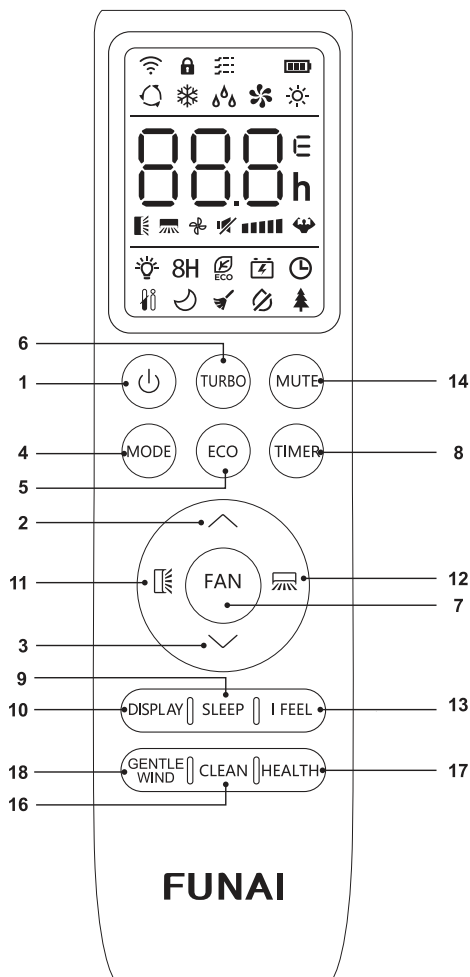 88.8 E
h
8H ECO
6
1 TURBO MUTE 14
4 MODE ECO TIMER 8
5
2
11 FAN 12
7
3
9
10 DISPLAY SLEEP I FEEL 13
18 GENTLE WIND CLEAN HEALTH 17
16
FUNAI